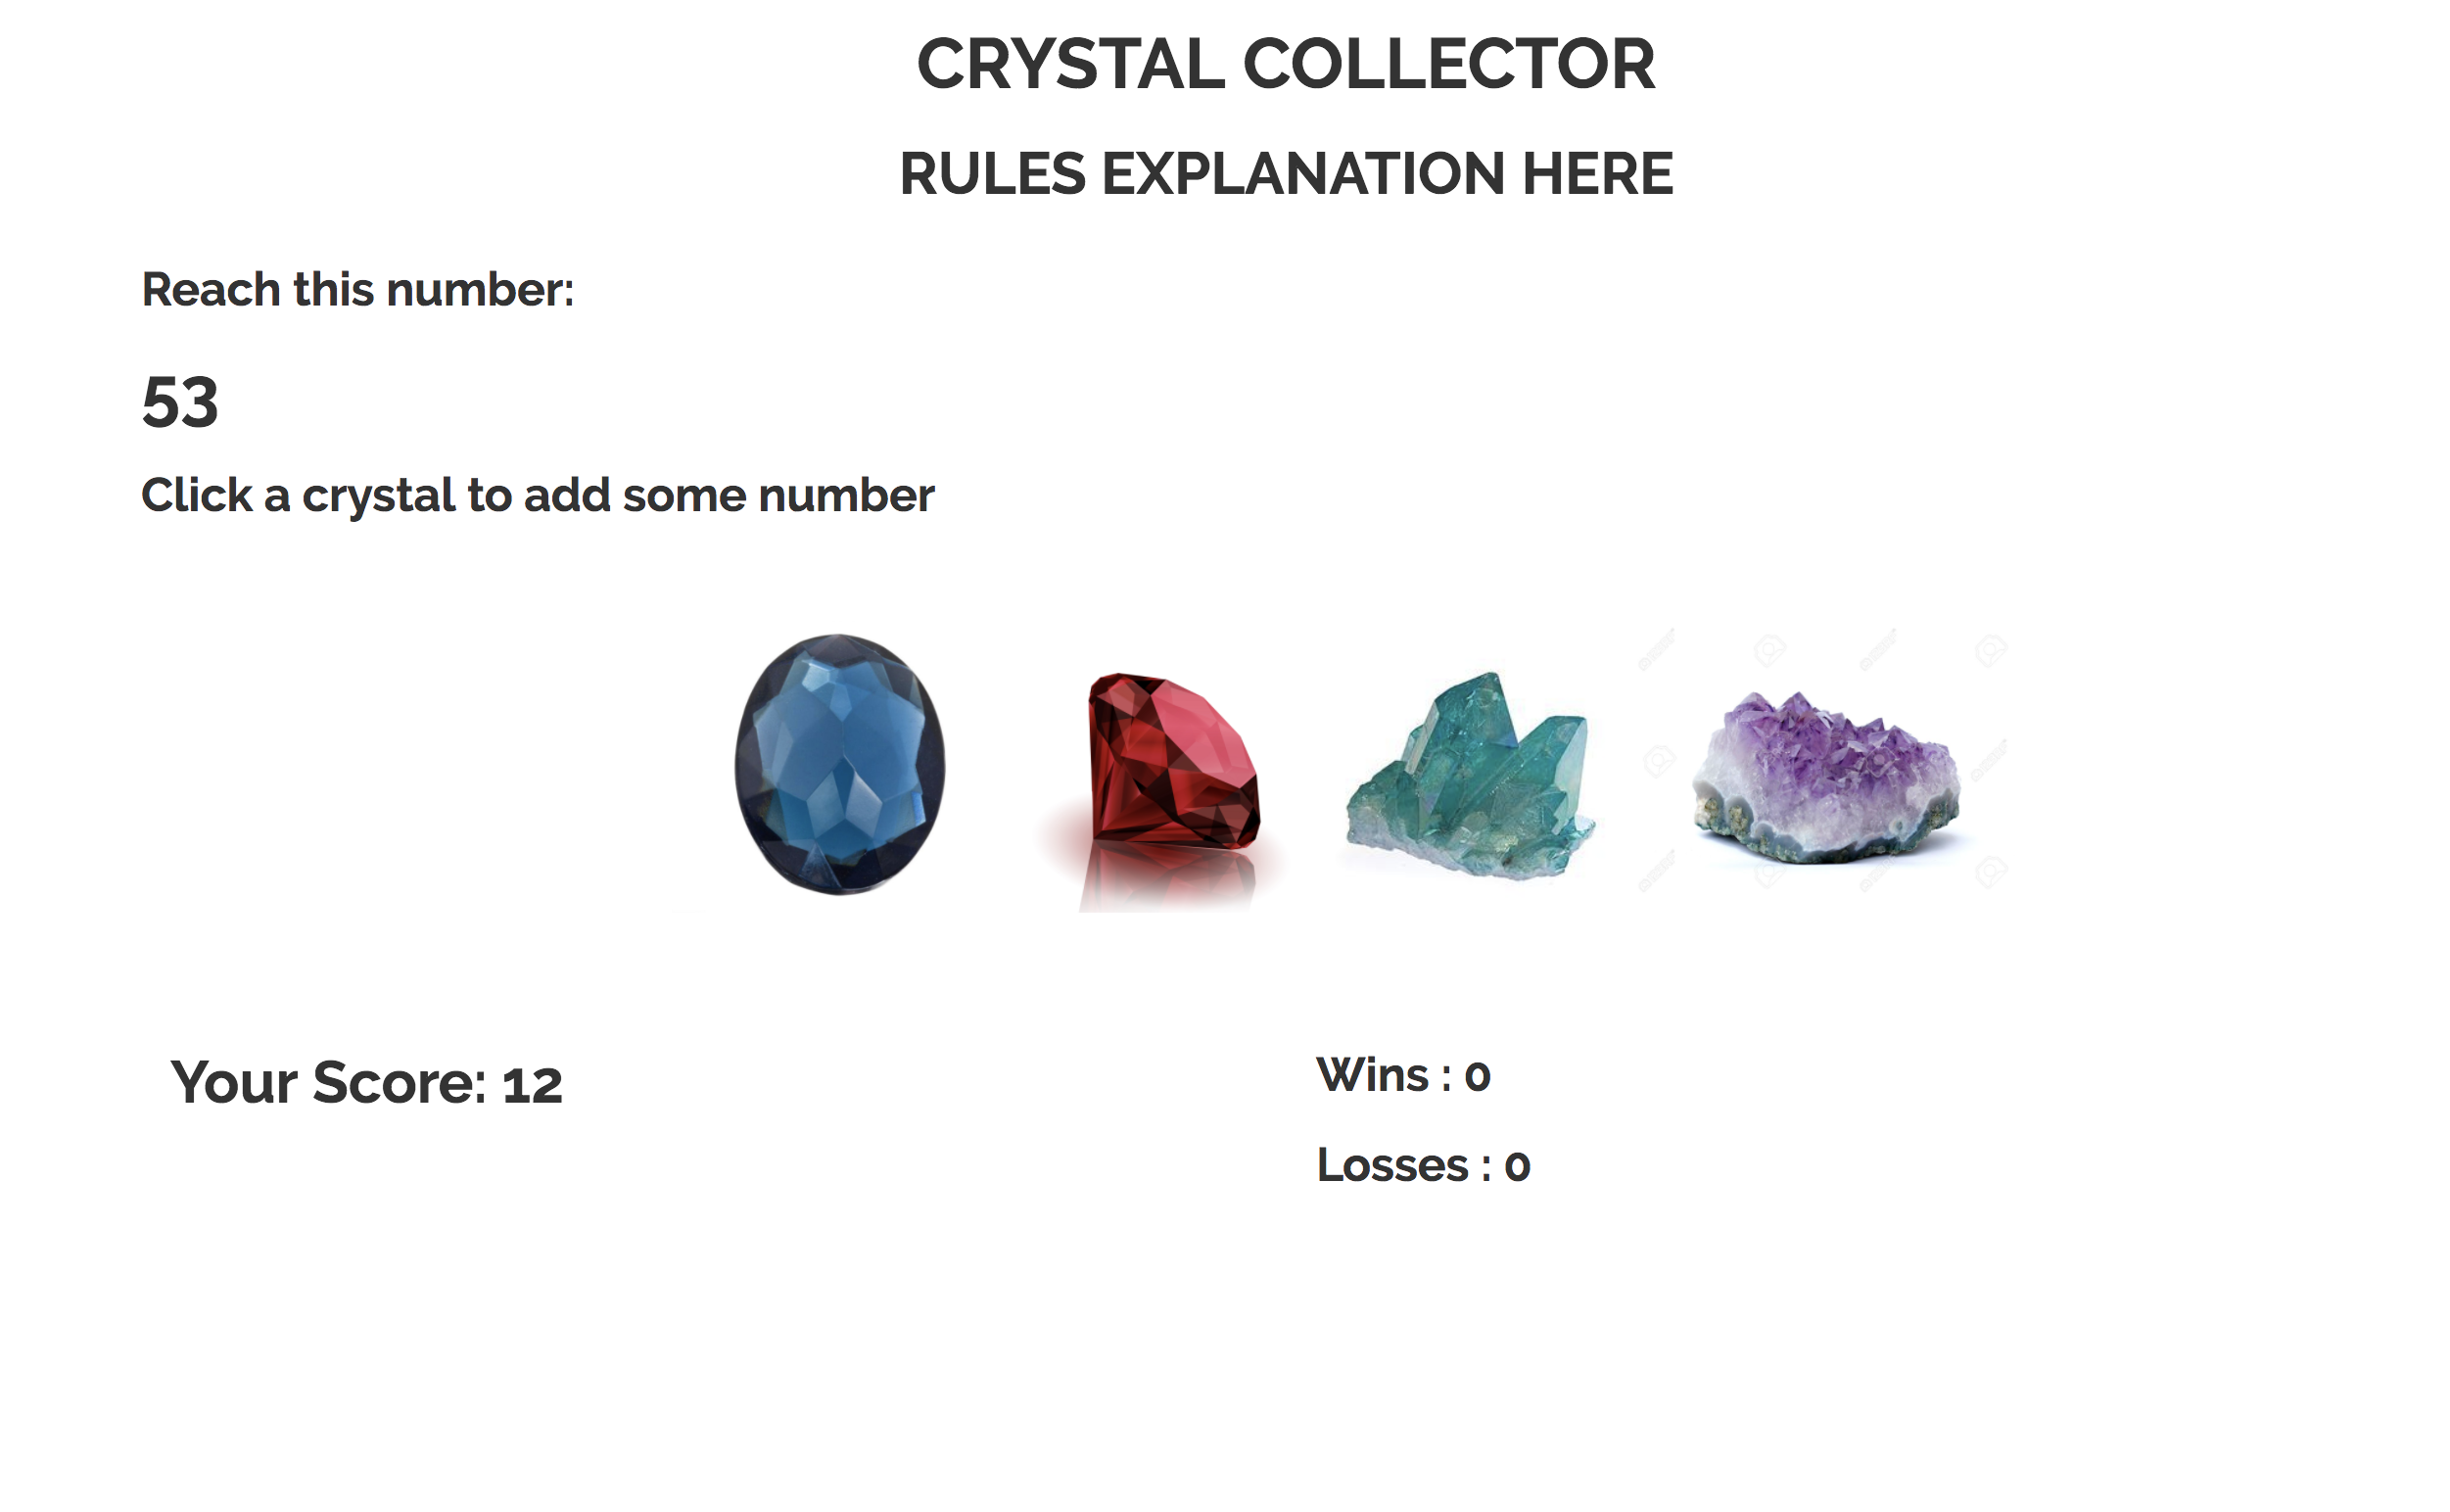 CRYSTAL COLLECTOR
RULES EXPLANATION HERE
Reach this number:
53
Click a crystal to add some number
Your Score: 12
Wins : 0
Losses : 0